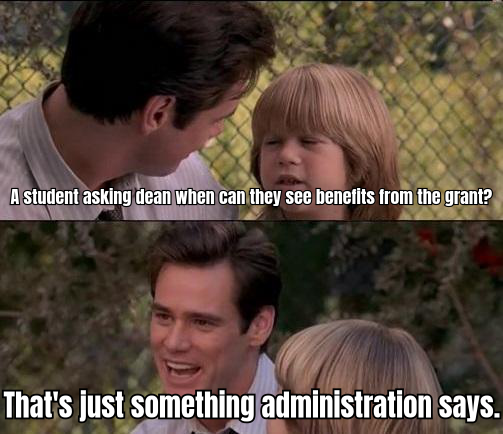 A student asking dean when can they see benefits from the grant?
That's just something administration says.